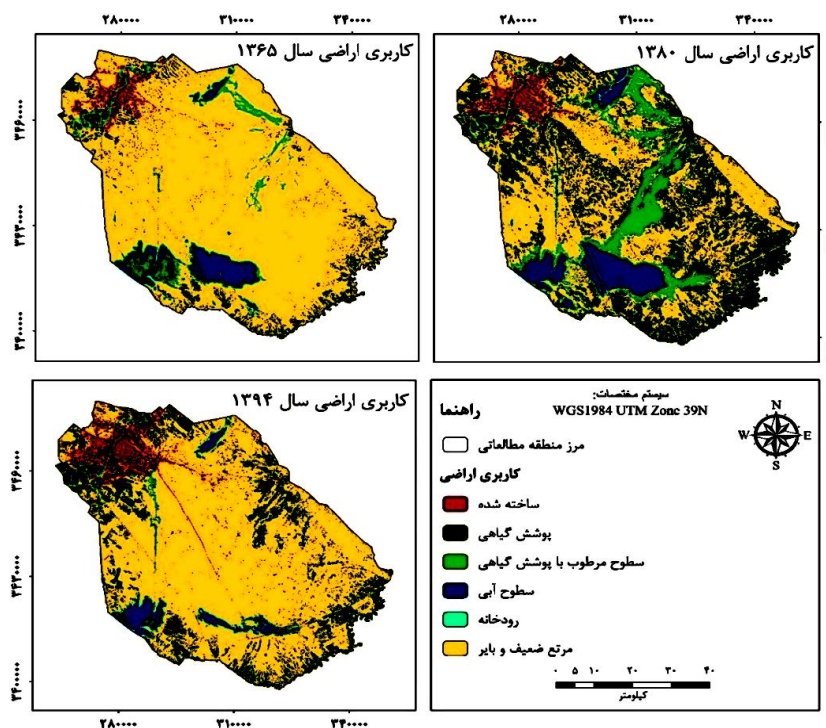 ۲۸۰۰۰۰ ۳۱۰۰۰۰ ۳۴۰۰۰۰
۲۸۰۰۰۰ ۳۱۰۰۰۰ ۳۴۰۰۰۰
کاربری اراضی سال ۱۳۶۵
کاربری اراضی سال ۱۳۸۰
۳۴۶۰۰۰۰
۳۴۳۰۰۰۰
۳۴۰۰۰۰۰
کاربری اراضی سال ۱۳۹۴
۳۴۶۰۰۰۰
۳۴۳۰۰۰۰
۳۴۰۰۰۰۰
۲۸۰۰۰۰ ۳۱۰۰۰۰ ۳۴۰۰۰۰
سیستم مختصات:
WGS1984 UTM Zone 39N
N
W E
S
راهنما
مرز منطقه مطالعاتی
کاربری اراضی
ساخته شده
پوشش گیاهی
سطوح مرطوب با پوشش گیاهی
سطوح آبی
رودخانه
مرتع ضعیف و بایر
۰ ۵ ۱۰ ۲۰ ۳۰ ۴۰
کیلومتر